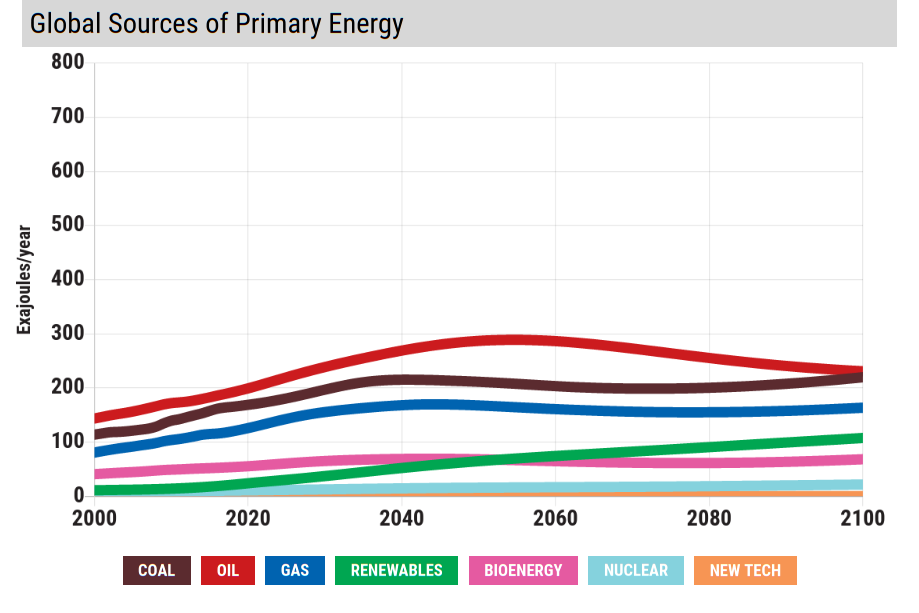 Global Sources of Primary Energy
800
700
600
500
400
300
200
100
0
Exajoules/year
2000 2020 2040 2060 2080 2100
COAL OIL GAS RENEWABLES BIOENERGY NUCLEAR NEW TECH